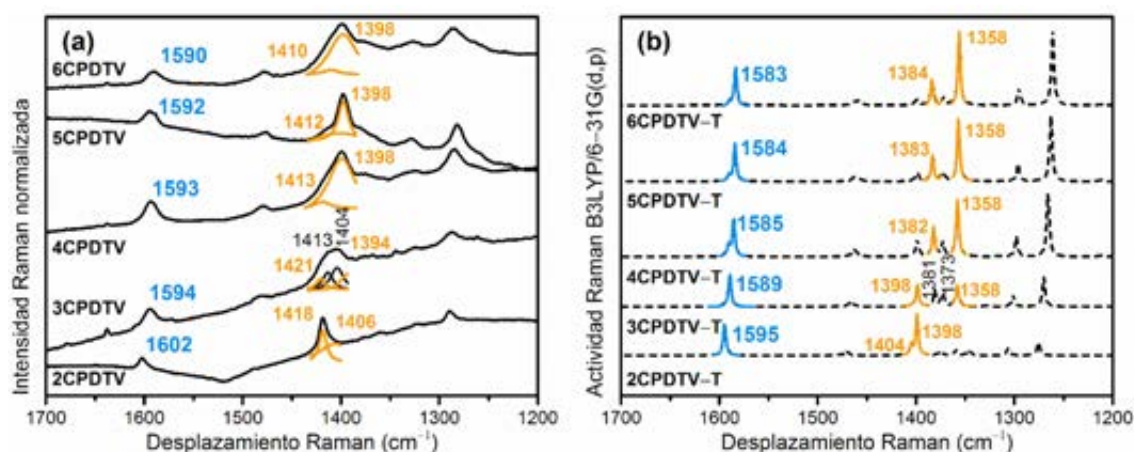 (a)
1398
1410
1590
6CPDTV
1398
1592
1412
5CPDTV
1398
1593
1413
4CPDTV
1413
1404
1394
1421
1594
3CPDTV
1418
1406
1602
2CPDTV
1700
1600
1500
1400
1300
1200
Desplazamiento Raman (cm⁻¹)
Intensidad Raman normalizada
(b)
1358
1583
1384
6CPDTV–T
1358
1584
1383
5CPDTV–T
1358
1585
1382
4CPDTV–T
1589
1398
1381
1373
1358
3CPDTV–T
1595
1404
1398
2CPDTV–T
1700
1600
1500
1400
1300
1200
Desplazamiento Raman (cm⁻¹)
Actividad Raman B3LYP/6–31G(d,p)